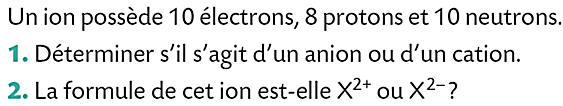 Un ion possède 10 électrons, 8 protons et 10 neutrons.
1. Déterminer s’il s’agit d’un anion ou d’un cation.
2. La formule de cet ion est-elle X²⁺ ou X²⁻?